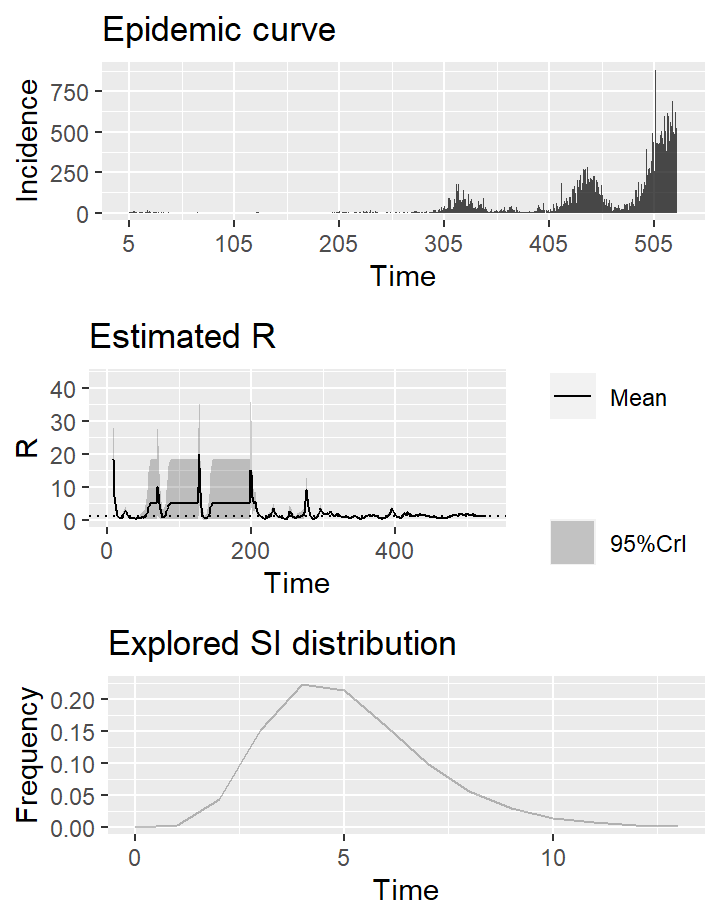 Epidemic curve
Incidence
750
500
250
0
5 105 205 305 405 505
Time
Estimated R
R
40
30
20
10
0
0 200 400
Time
Mean
95%CrI
Explored SI distribution
Frequency
0.20
0.15
0.10
0.05
0.00
0 5 10
Time